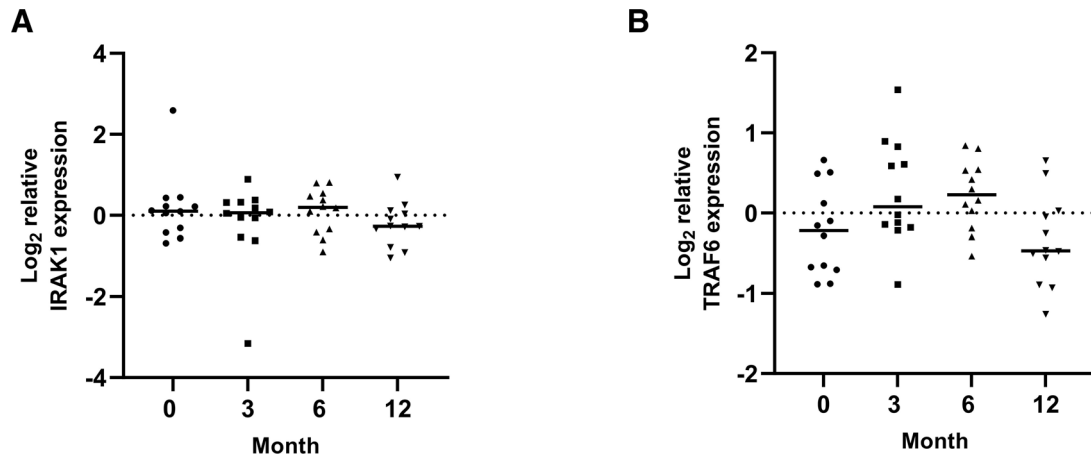 A
Log2 relative
IRAK1 expression
4
2
0
-2
-4
0 3 6 12
Month
B
Log2 relative
TRAF6 expression
2
1
0
-1
-2
0 3 6 12
Month